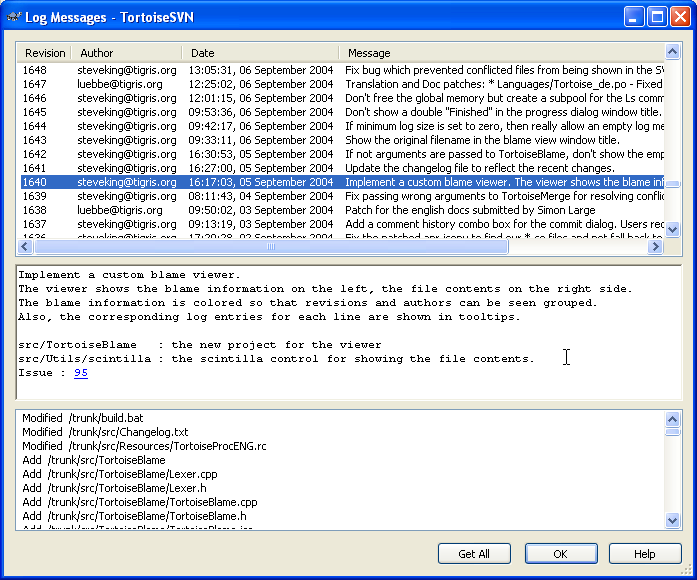 Log Messages - TortoiseSVN
Revision Author Date Message
1648 steveking@tigris.org 13:05:31, 06 September 2004 Fix bug which prevented conflicted files from being shown in the
1647 luebbe@tigris.org 12:25:02, 06 September 2004 Translation and Doc patches: * Languages/Tortoise_de.po - Fixed
1646 steveking@tigris.org 12:01:15, 06 September 2004 Don't free the global memory but create a subpool for the Ls comm
1645 steveking@tigris.org 09:53:36, 06 September 2004 Don't show a double "Finished" in the progress dialog window title.
1644 steveking@tigris.org 09:42:17, 06 September 2004 If minimum log size is set to zero, then really allow an empty log me
1643 steveking@tigris.org 09:33:11, 06 September 2004 Show the original filename in the blame view window title.
1642 steveking@tigris.org 16:30:53, 05 September 2004 If not arguments are passed to TortoiseBlame, don't show the emp
1641 steveking@tigris.org 16:27:00, 05 September 2004 Update the changelog file to reflect the recent changes.
1640 steveking@tigris.org 16:17:03, 05 September 2004 Implement a custom blame viewer. The viewer shows the blame inf
1639 steveking@tigris.org 08:11:43, 04 September 2004 Fix passing wrong arguments to TortoiseMerge for resolving conflic
1638 luebbe@tigris.org 09:50:02, 03 September 2004 Patch for the english docs submitted by Simon Large
1637 steveking@tigris.org 09:13:19, 03 September 2004 Add a comment history combo box for the commit dialog. Users rec
1636 steveking@tigris.org
Implement a custom blame viewer.
The viewer shows the blame information on the left, the file contents on the right side.
The blame information is colored so that revisions and authors can be seen grouped.
Also, the corresponding log entries for each line are shown in tooltips.
src/TortoiseBlame : the new project for the viewer
src/Utils/scintilla : the scintilla control for showing the file contents.
Issue : 95
Modified /trunk/build.bat
Modified /trunk/src/Changelog.txt
Modified /trunk/src/Resources/TortoiseProcENG.rc
Add /trunk/src/TortoiseBlame
Add /trunk/src/TortoiseBlame/Lexer.cpp
Add /trunk/src/TortoiseBlame/Lexer.h
Add /trunk/src/TortoiseBlame/TortoiseBlame.cpp
Add /trunk/src/TortoiseBlame/TortoiseBlame.h
Get All OK Help